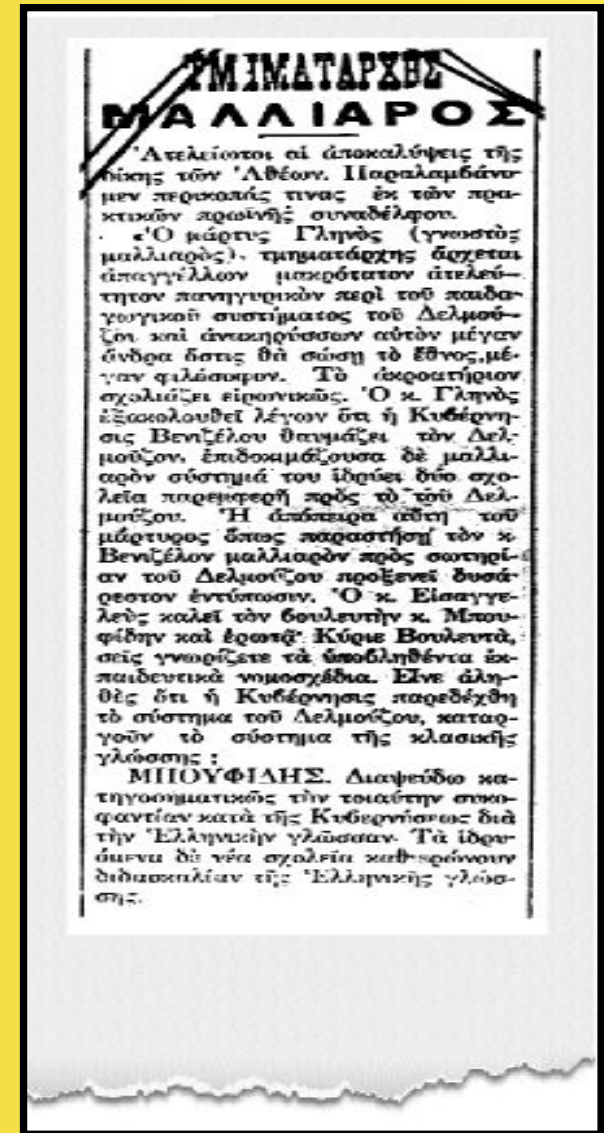 ΤΜΗΜΑΤΑΡΧΗΣ
ΜΑΛΛΙΑΡΟΣ
Ἀτελείωτοι αἱ ἀποκαλύψεις τῆς
δίκης τῶν Ἀθέων. Παραλαμβάνο-
μεν περικοπάς τινας ἐκ τῶν πρα-
κτικῶν πρωϊνῆς συναδέλφου.
«Ὁ μάρτυς Γληνὸς (γνωστὸς
μαλλιαρὸς). τμηματάρχης ἄρχεται
ἀπαγγέλλων μακρότατον ἀτελεύ-
τητον πανηγυρικὸν περὶ τοῦ παιδα-
γωγικοῦ συστήματος τοῦ Δελμού-
ζου καὶ ἀνακηρύσσων αὐτὸν μέγαν
ἄνδρα ὅστις θὰ σώσῃ τὸ ἔθνος, μέ-
γαν φιλόσοφον. Τὸ ἀκροατήριον
σχολιάζει εἰρωνικῶς. Ὁ κ. Γληνὸς
ἐξακολουθεῖ λέγων ὅτι ἡ Κυβέρνη-
σις Βενιζέλου θαυμάζει τὸν Δελ-
μοῦζον, ἐπιδοκιμάζουσα δὲ μαλλι-
αρὸν σύστημά του ἱδρύει δύο σχο-
λεῖα παρεμφερῆ πρὸς τὸ τοῦ Δελ-
μούζου. Ἡ ἀπόπειρα αὕτη τοῦ
μάρτυρος ὅπως παραστήσῃ τὸν κ.
Βενιζέλον μαλλιαρὸν πρὸς σωτηρί-
αν τοῦ Δελμούζου προξενεῖ δυσά-
ρεστον ἐντύπωσιν. Ὁ κ. Εἰσαγγε-
λεὺς καλεῖ τὸν βουλευτὴν κ. Μπου-
φίδην καὶ ἐρωτᾷ· Κύριε Βουλευτά,
σεῖς γνωρίζετε τὰ ὑποβληθέντα ἐκ-
παιδευτικὰ νομοσχέδια. Εἶνε ἀλη-
θὲς ὅτι ἡ Κυβέρνησις παρεδέχθη
τὸ σύστημα τοῦ Δελμούζου, καταρ-
γοῦν τὸ σύστημα τῆς κλασικῆς
γλώσσης ;
ΜΠΟΥΦΙΔΗΣ. Διαψεύδω κα-
τηγορηματικῶς τὴν τοιαύτην συκο-
φαντίαν κατὰ τῆς Κυβερνήσεως διὰ
τὴν Ἑλληνικὴν γλῶσσαν. Τὰ ἱδρυ-
όμενα δὲ νέα σχολεῖα καθιερώνουν
διδασκαλίαν τῆς Ἑλληνικῆς γλώσ-
σης.